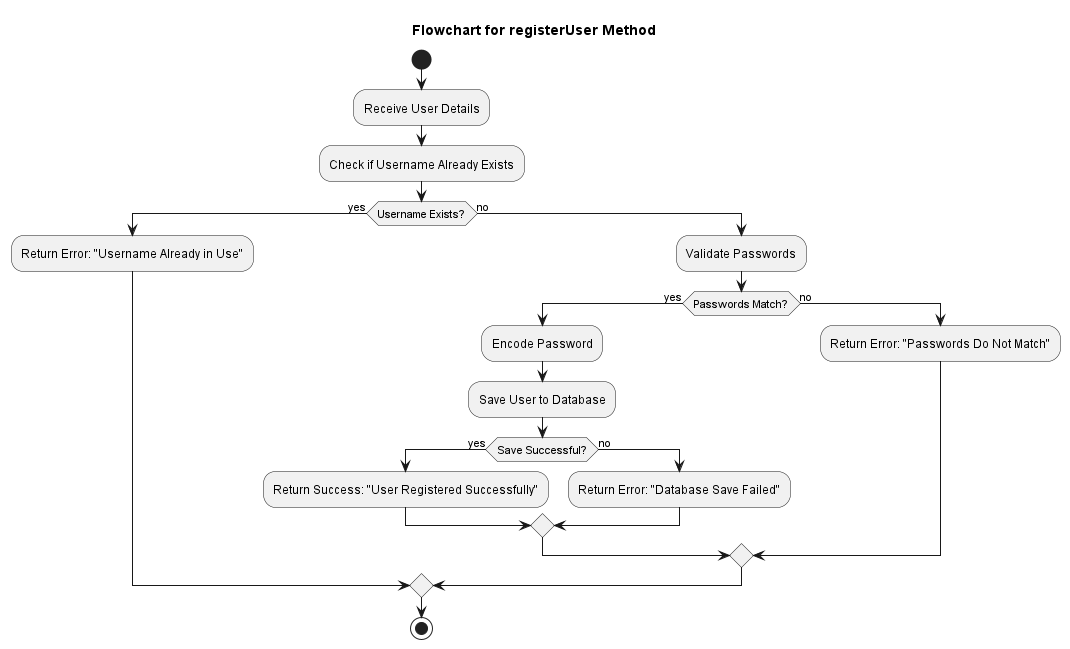 Flowchart for registerUser Method
Receive User Details
Check if Username Already Exists
yes
Username Exists?
no
Return Error: "Username Already in Use"
Validate Passwords
yes
Passwords Match?
no
Encode Password
Return Error: "Passwords Do Not Match"
Save User to Database
yes
Save Successful?
no
Return Success: "User Registered Successfully"
Return Error: "Database Save Failed"